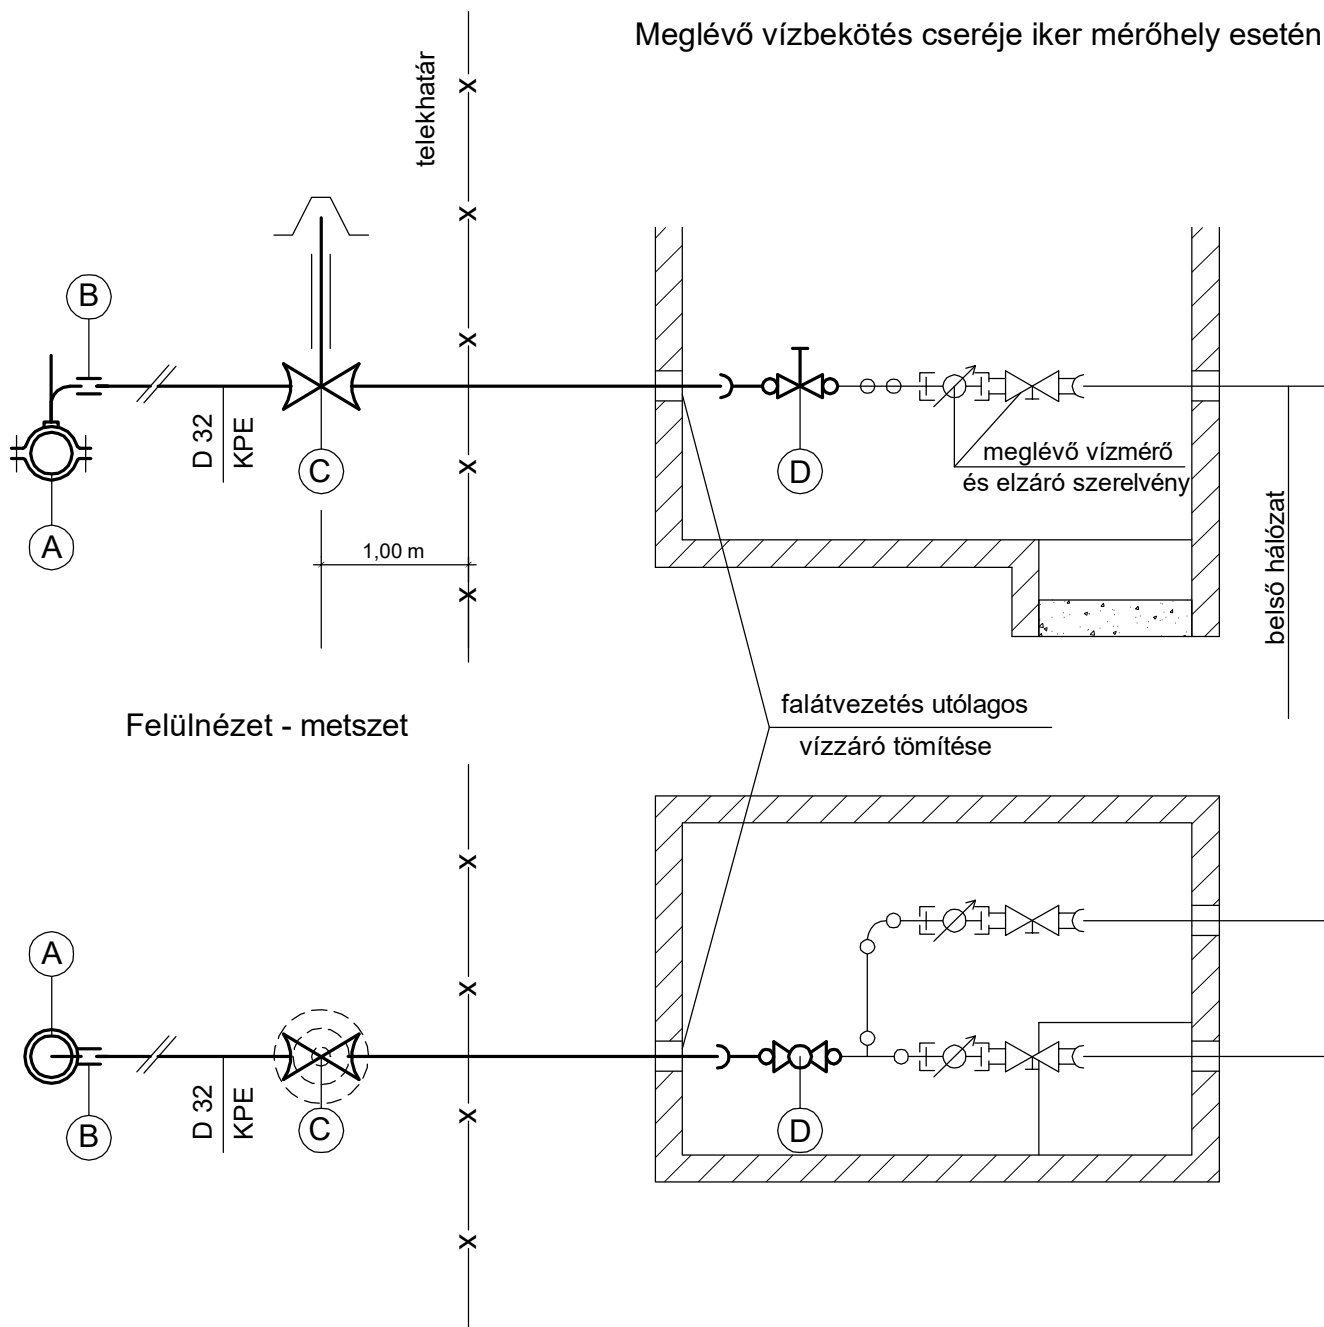 Meglévő vízbekötés cseréje iker mérőhely esetén
telekhatár
B
D 32
KPE
C
A
1,00 m
D
meglévő vízmérő
és elzáró szerelvény
belső hálózat
falátvezetés utólagos
vízzáró tömítése
Felülnézet - metszet
A
B
D 32
KPE
C
D